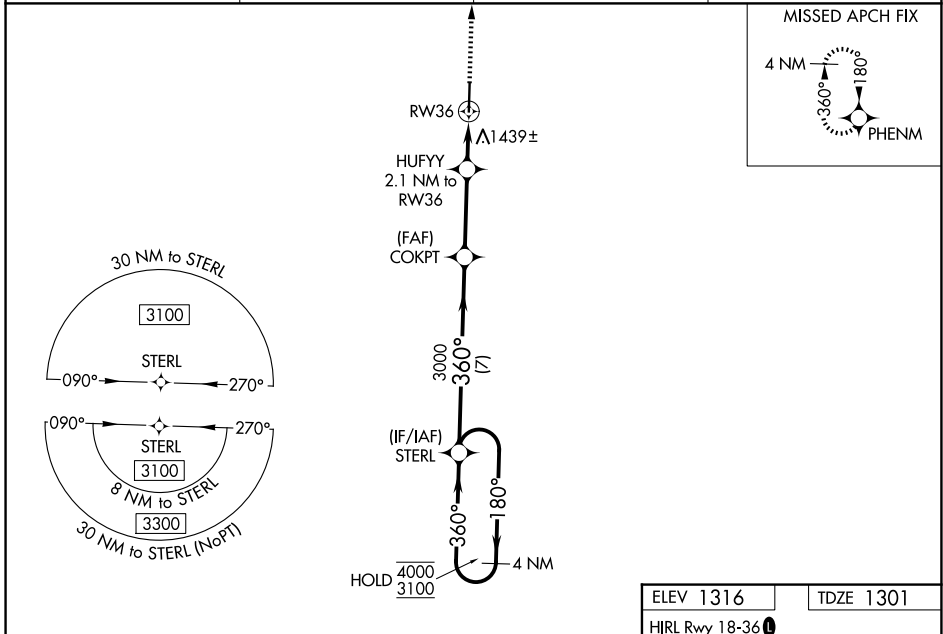 MISSED APCH FIX
4 NM
360°
180°
PHENM
RW36
1439±
HUFYY
2.1 NM to
RW36
(FAF)
COKPT
3000
360°
(7)
(IF/IAF)
STERL
360°
180°
HOLD 4000
3100
4 NM
30 NM to STERL
3100
STERL
090°
270°
090°
270°
STERL
3100
8 NM to STERL
3300
30 NM to STERL (NoPT)
ELEV 1316
TDZE 1301
HIRL Rwy 18-36 L